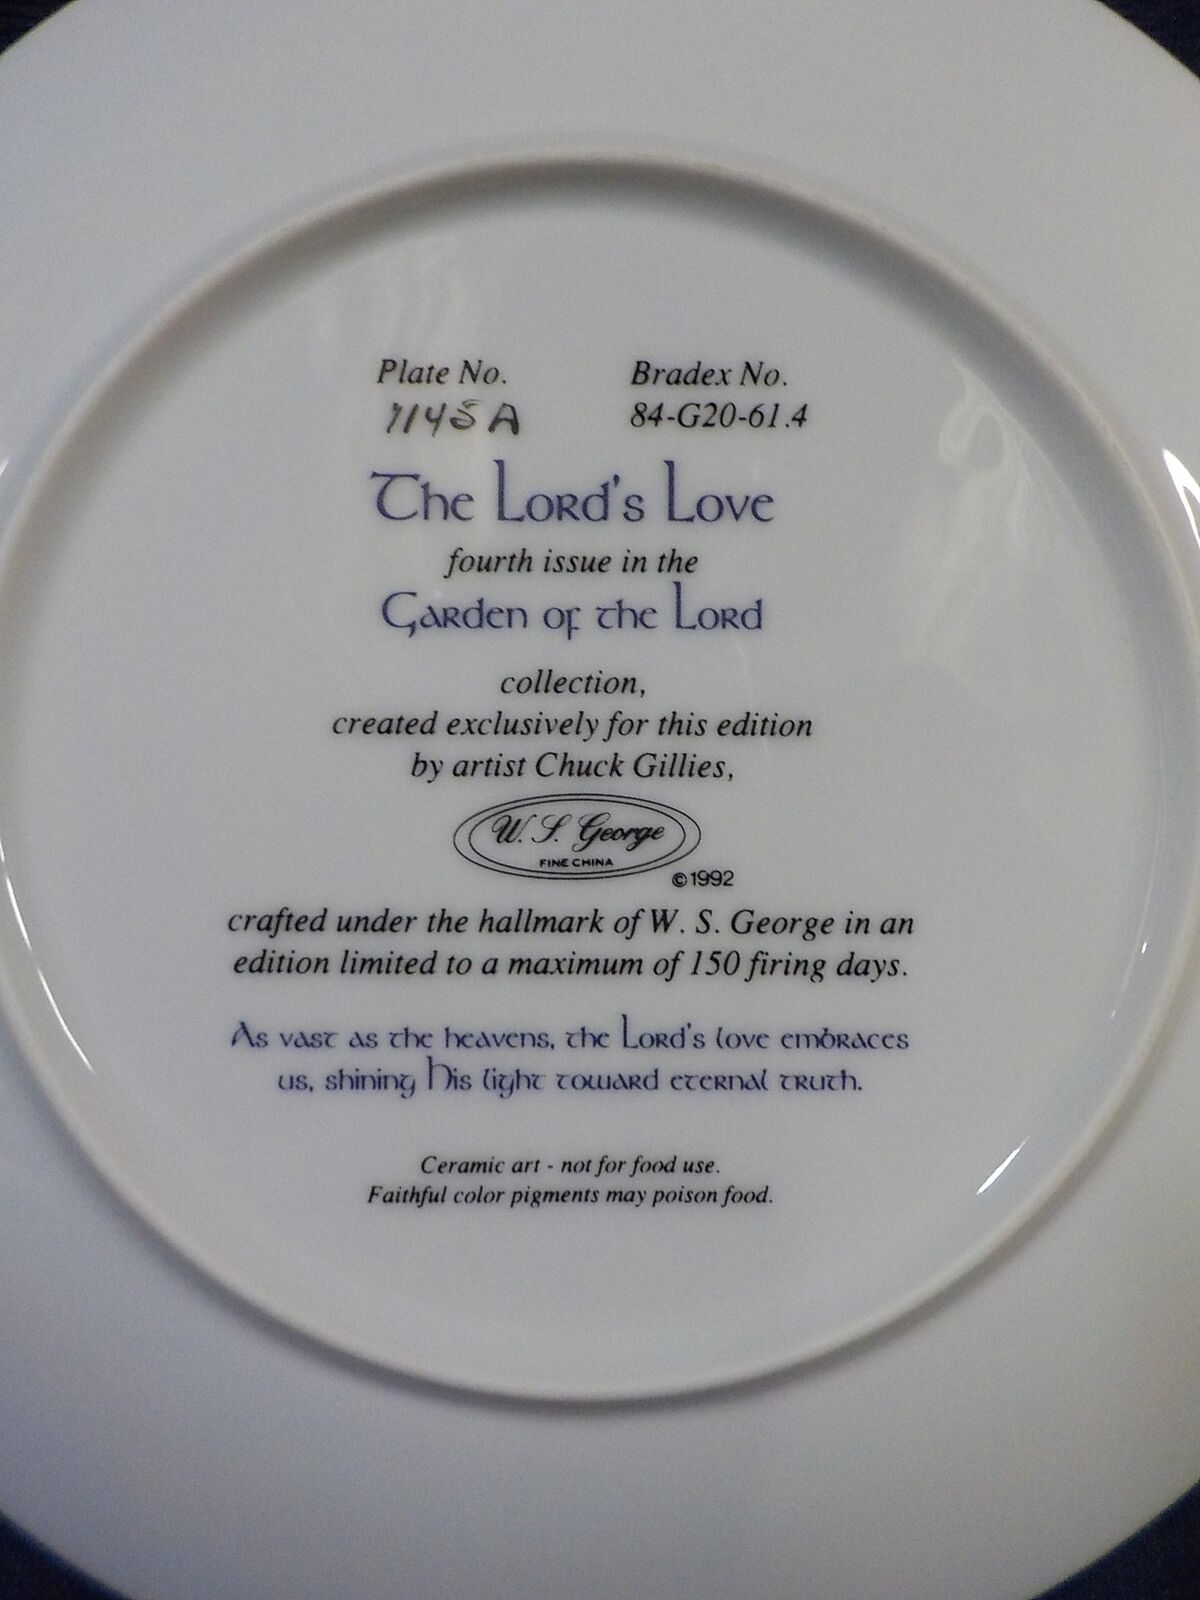 Plate No.
7145A
Bradex No.
84-G20-61.4
The Lord's Love
fourth issue in the
Garden of the Lord
collection,
created exclusively for this edition
by artist Chuck Gillies,
W. S. George
FINE CHINA
©1992
crafted under the hallmark of W. S. George in an
edition limited to a maximum of 150 firing days.
As vast as the heavens, the Lord's love embraces
us, shining His light toward eternal truth.
Ceramic art - not for food use.
Faithful color pigments may poison food.